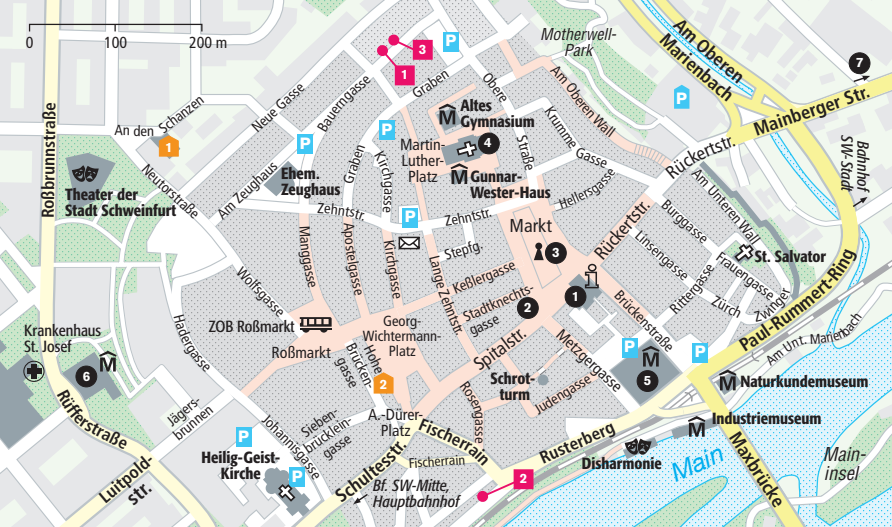 0 100 200 m
Motherwell-
Park
Am Oberen
Marienbach
7
Mainberger Str.
Bahnhof
SW-Stadt
3
1
P
Graben
Obere
Straße
Am Oberen Wall
P
Schanzen
An den
1
Neue Gasse
Bauerngasse
P
P
Altes
Gymnasium
Martin-
Luther-
Platz
4
Krumme Gasse
Rückertstr.
Roßbrunnstraße
Neutorstraße
Theater der
Stadt Schweinfurt
Am Zeughaus
Ehem.
Zeughaus
Graben
Kirchgasse
Gunnar-
Wester-Haus
Hellersgasse
Am Unteren Wall
Zehntstr.
P
Zehntstr.
Markt
Rückertstr.
Burggasse
Linsengasse
Frauengasse
St. Salvator
Manggasse
Apostelgasse
Kirchgasse
Stepfg.
3
Rittergasse
Zürch
Zwinger
Paul-Rummert-Ring
Lange Zehntstr.
Keßlergasse
Stadtknechts-
gasse
2
1
Brückenstraße
Am Unt. Marienbach
Wolfsgasse
Hadergasse
ZOB Roßmarkt
Roßmarkt
Georg-
Wichtermann-
Platz
Spitalstr.
Metzgergasse
P
P
5
Krankenhaus
St. Josef
6
Hohe
Brücken-
gasse
2
Schrot-
turm
Judengasse
Rosengasse
Naturkundemuseum
Industriemuseum
Rüfferstraße
Jägers-
brunnen
Johannisgasse
Sieben-
brücklein-
gasse
A.-Dürer-
Platz
Fischerrain
Fischerrain
Rusterberg
Disharmonie
Main
Maxbrücke
Main-
insel
Luitpold-
str.
P
Heilig-Geist-
Kirche
P
Schultesstr.
Bf. SW-Mitte,
Hauptbahnhof
2